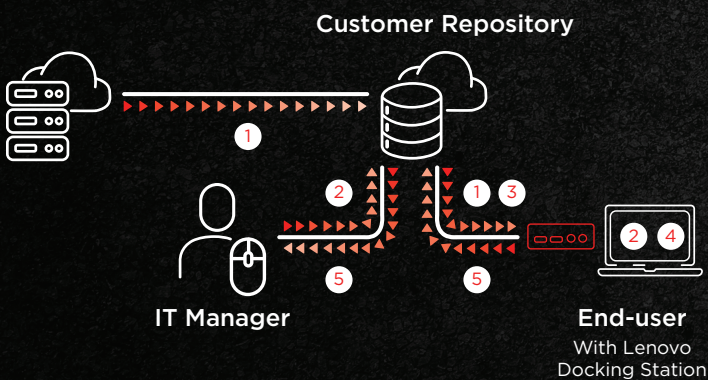 Customer Repository
1
2
1 3
2 4
5
5
IT Manager
End-user
With Lenovo
Docking Station